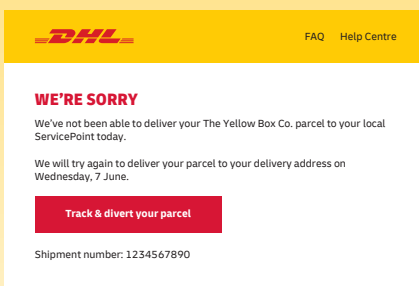 DHL
FAQ Help Centre
WE'RE SORRY
We've not been able to deliver your The Yellow Box Co. parcel to your local
ServicePoint today.
We will try again to deliver your parcel to your delivery address on
Wednesday, 7 June.
Track & divert your parcel
Shipment number: 1234567890